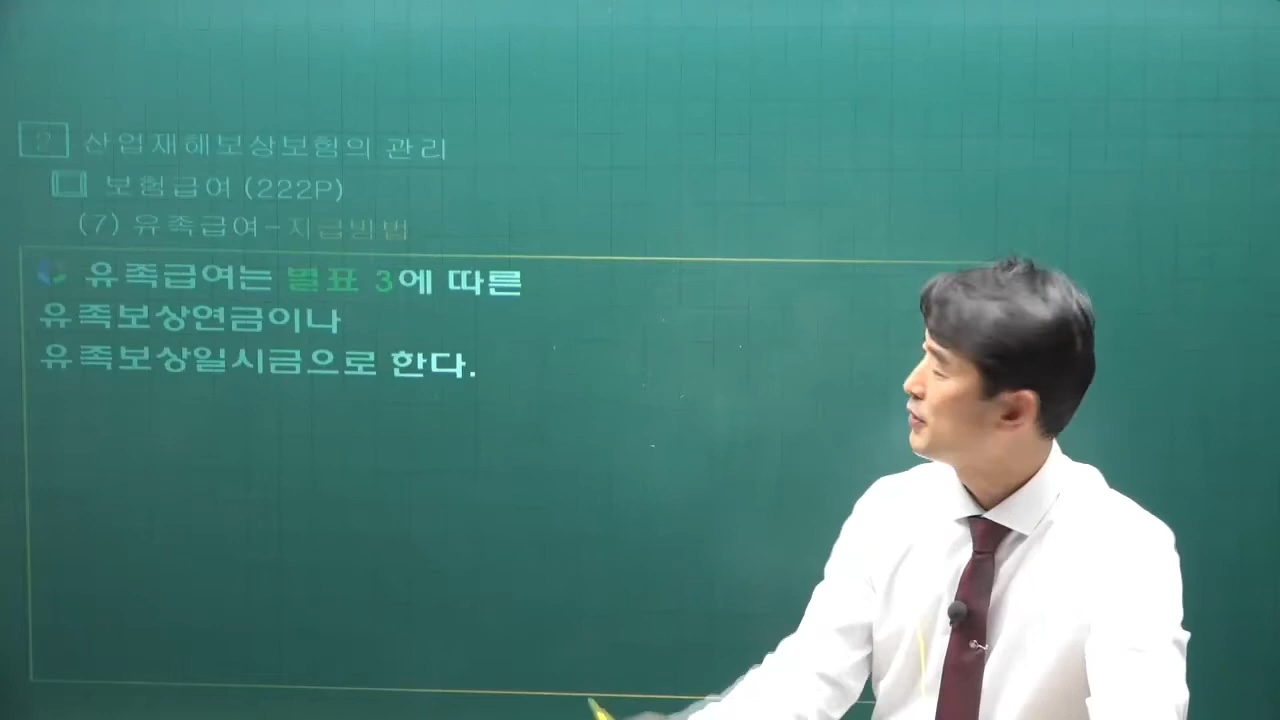 2 산업재해보상보험의 관리
보험급여 (222P)
(7) 유족급여-지급방법
유족급여는 별표 3에 따른
유족보상연금이나
유족보상일시금으로 한다.